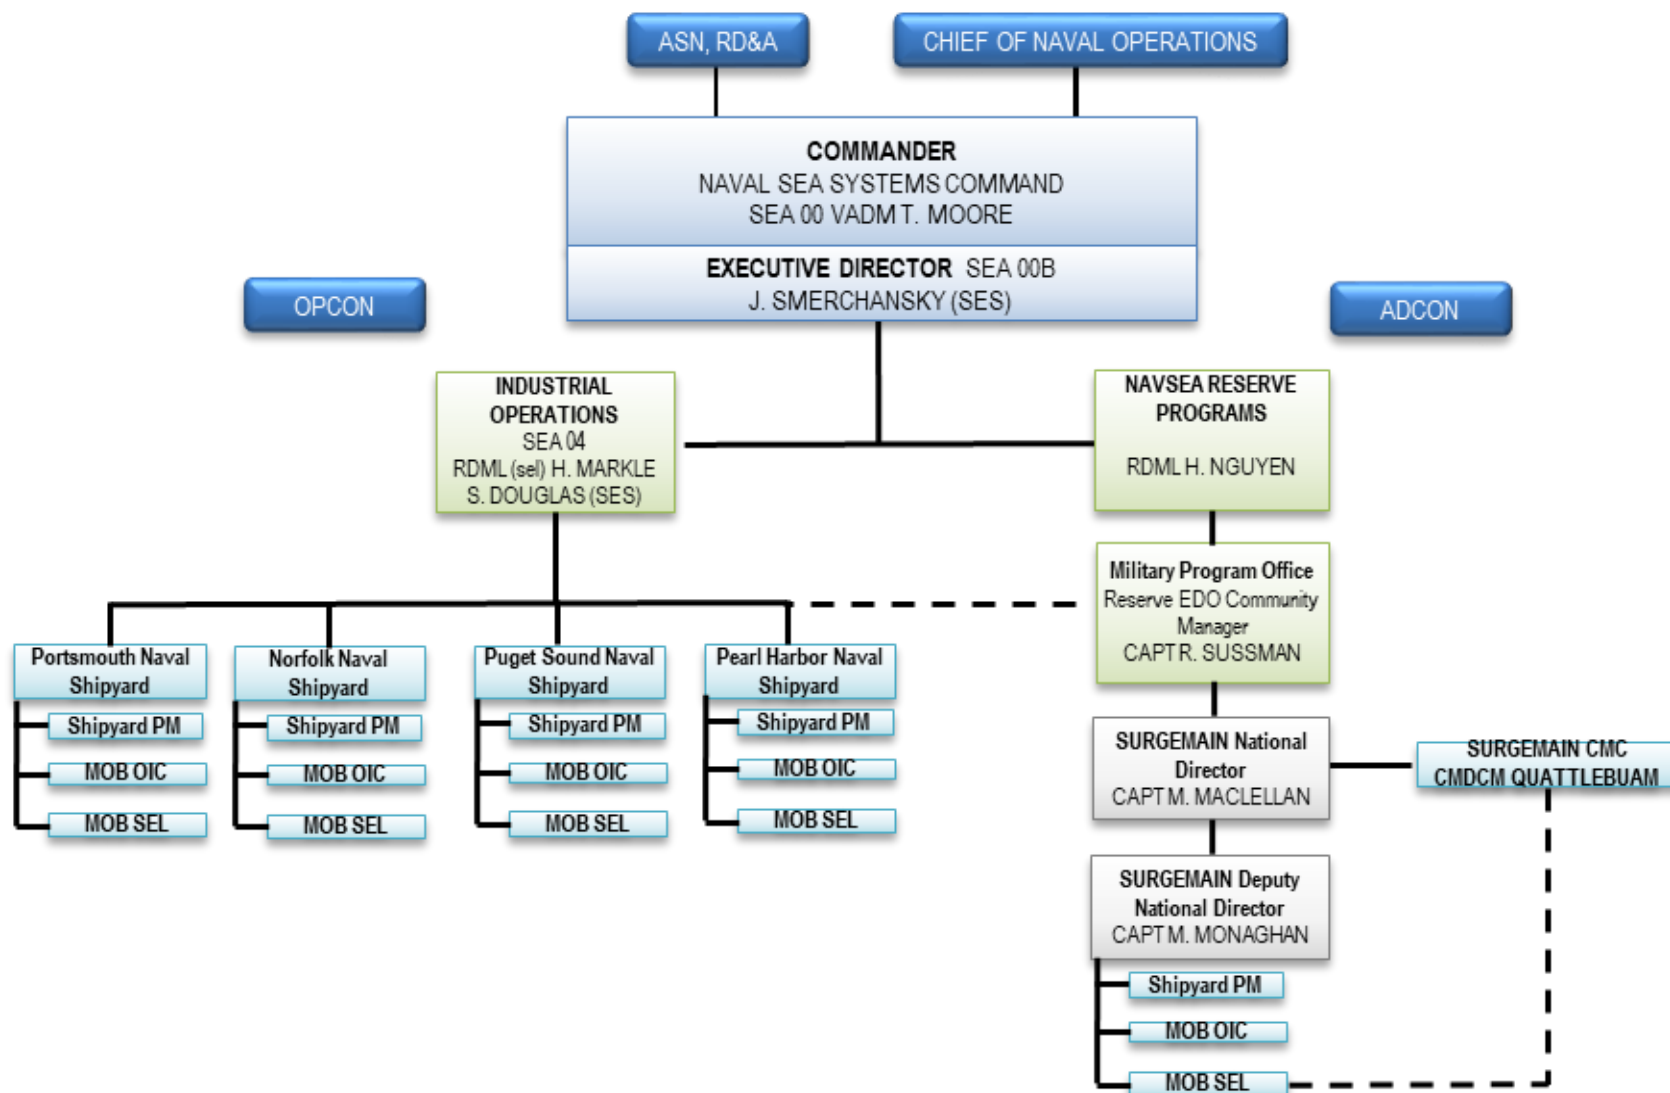 ASN, RD&A
CHIEF OF NAVAL OPERATIONS
COMMANDER
NAVAL SEA SYSTEMS COMMAND
SEA 00 VADM T. MOORE
EXECUTIVE DIRECTOR SEA 00B
J. SMERCHANSKY (SES)
OPCON
ADCON
INDUSTRIAL
OPERATIONS
SEA 04
RDML (sel) H. MARKLE
S. DOUGLAS (SES)
NAVSEA RESERVE
PROGRAMS
RDML H. NGUYEN
Military Program Office
Reserve EDO Community
Manager
CAPT R. SUSSMAN
Portsmouth Naval
Shipyard
Shipyard PM
MOB OIC
MOB SEL
Norfolk Naval
Shipyard
Shipyard PM
MOB OIC
MOB SEL
Puget Sound Naval
Shipyard
Shipyard PM
MOB OIC
MOB SEL
Pearl Harbor Naval
Shipyard
Shipyard PM
MOB OIC
MOB SEL
SURGEMAIN National
Director
CAPT M. MACLELLAN
SURGEMAIN CMC
CMDCM QUATTLEBUAM
SURGEMAIN Deputy
National Director
CAPT M. MONAGHAN
Shipyard PM
MOB OIC
MOB SEL